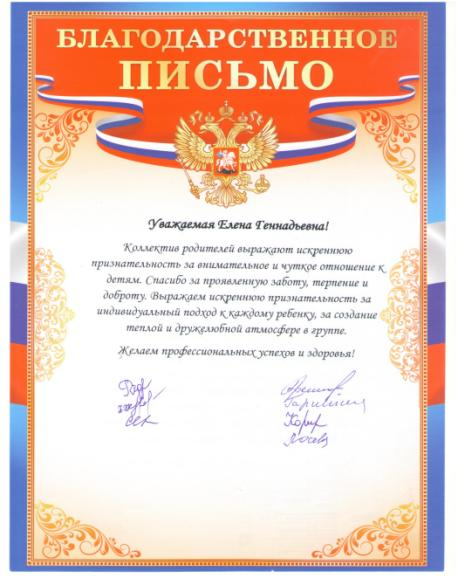 БЛАГОДАРСТВЕННОЕ
ПИСЬМО
Уважаемая Елена Геннадьевна!
Коллектив родителей выражают искреннюю
признательность за внимательное и чуткое отношение к
детям. Спасибо за проявленную заботу, терпение и
доброту. Выражаем искреннюю признательность за
индивидуальный подход к каждому ребенку, за создание
теплой и дружелюбной атмосфере в группе.
Желаем профессиональных успехов и здоровья!